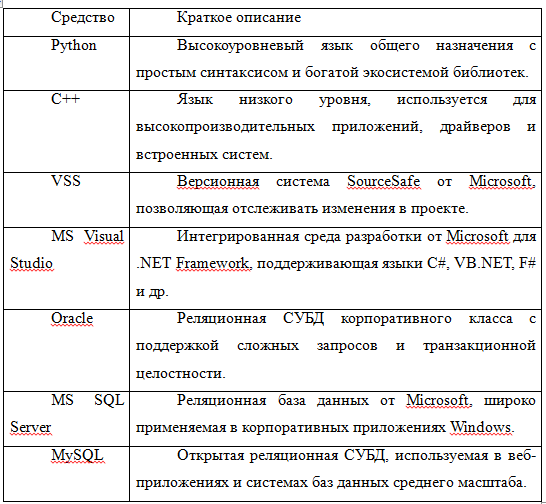 Средство Краткое описание
Python Высокоуровневый язык общего назначения с
простым синтаксисом и богатой экосистемой библиотек.
C++ Язык низкого уровня, используется для
высокопроизводительных приложений, драйверов и
встроенных систем.
VSS Версионная система SourceSafe от Microsoft,
позволяющая отслеживать изменения в проекте.
MS Visual Интегрированная среда разработки от Microsoft для
Studio .NET Framework, поддерживающая языки C#, VB.NET, F#
и др.
Oracle Реляционная СУБД корпоративного класса с
поддержкой сложных запросов и транзакционной
целостности.
MS SQL Реляционная база данных от Microsoft, широко
Server применяемая в корпоративных приложениях Windows.
MySQL Открытая реляционная СУБД, используемая в веб-
приложениях и системах баз данных среднего масштаба.